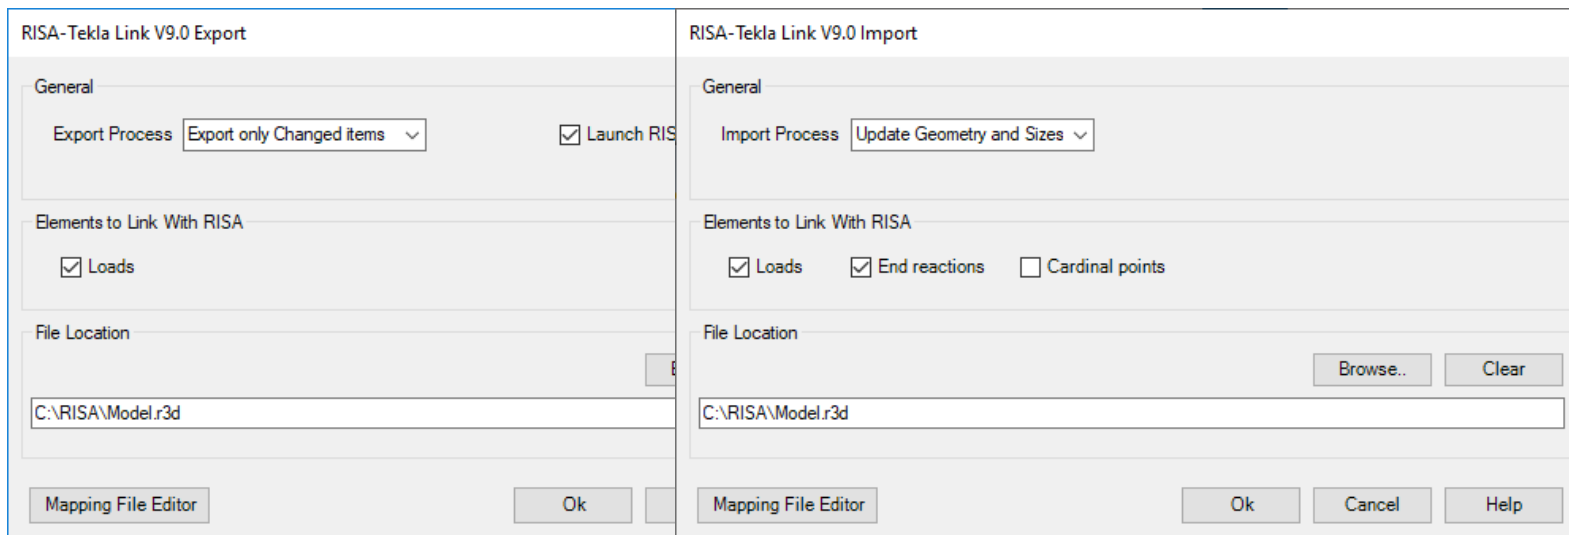 RISA-Tekla Link V9.0 Export
General
Export Process Export only Changed items Launch RIS
Elements to Link With RISA
Loads
File Location
C:\RISA\Model.r3d
Mapping File Editor Ok
RISA-Tekla Link V9.0 Import
General
Import Process Update Geometry and Sizes
Elements to Link With RISA
Loads End reactions Cardinal points
File Location
Browse.. Clear
C:\RISA\Model.r3d
Mapping File Editor Ok Cancel Help